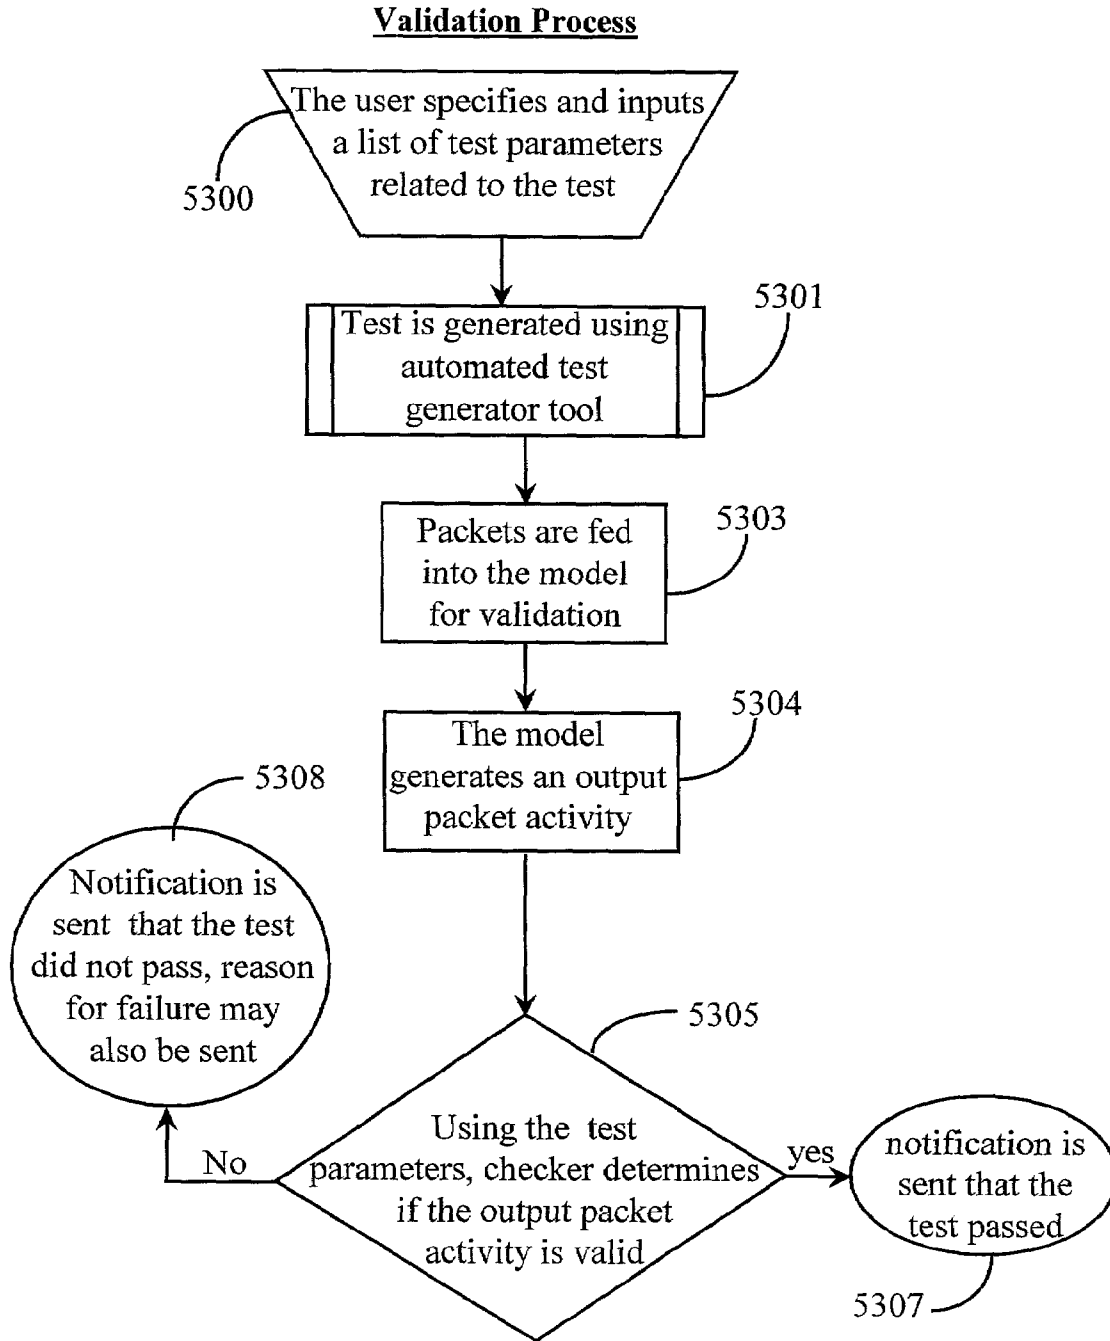 Validation Process
The user specifies and inputs
a list of test parameters
related to the test
5300
5301
Test is generated using
automated test
generator tool
5303
Packets are fed
into the model
for validation
5304
The model
generates an output
packet activity
5308
Notification is
sent that the test
did not pass, reason
for failure may
also be sent
5305
Using the test
parameters, checker determines
if the output packet
activity is valid
No
yes
notification is
sent that the
test passed
5307